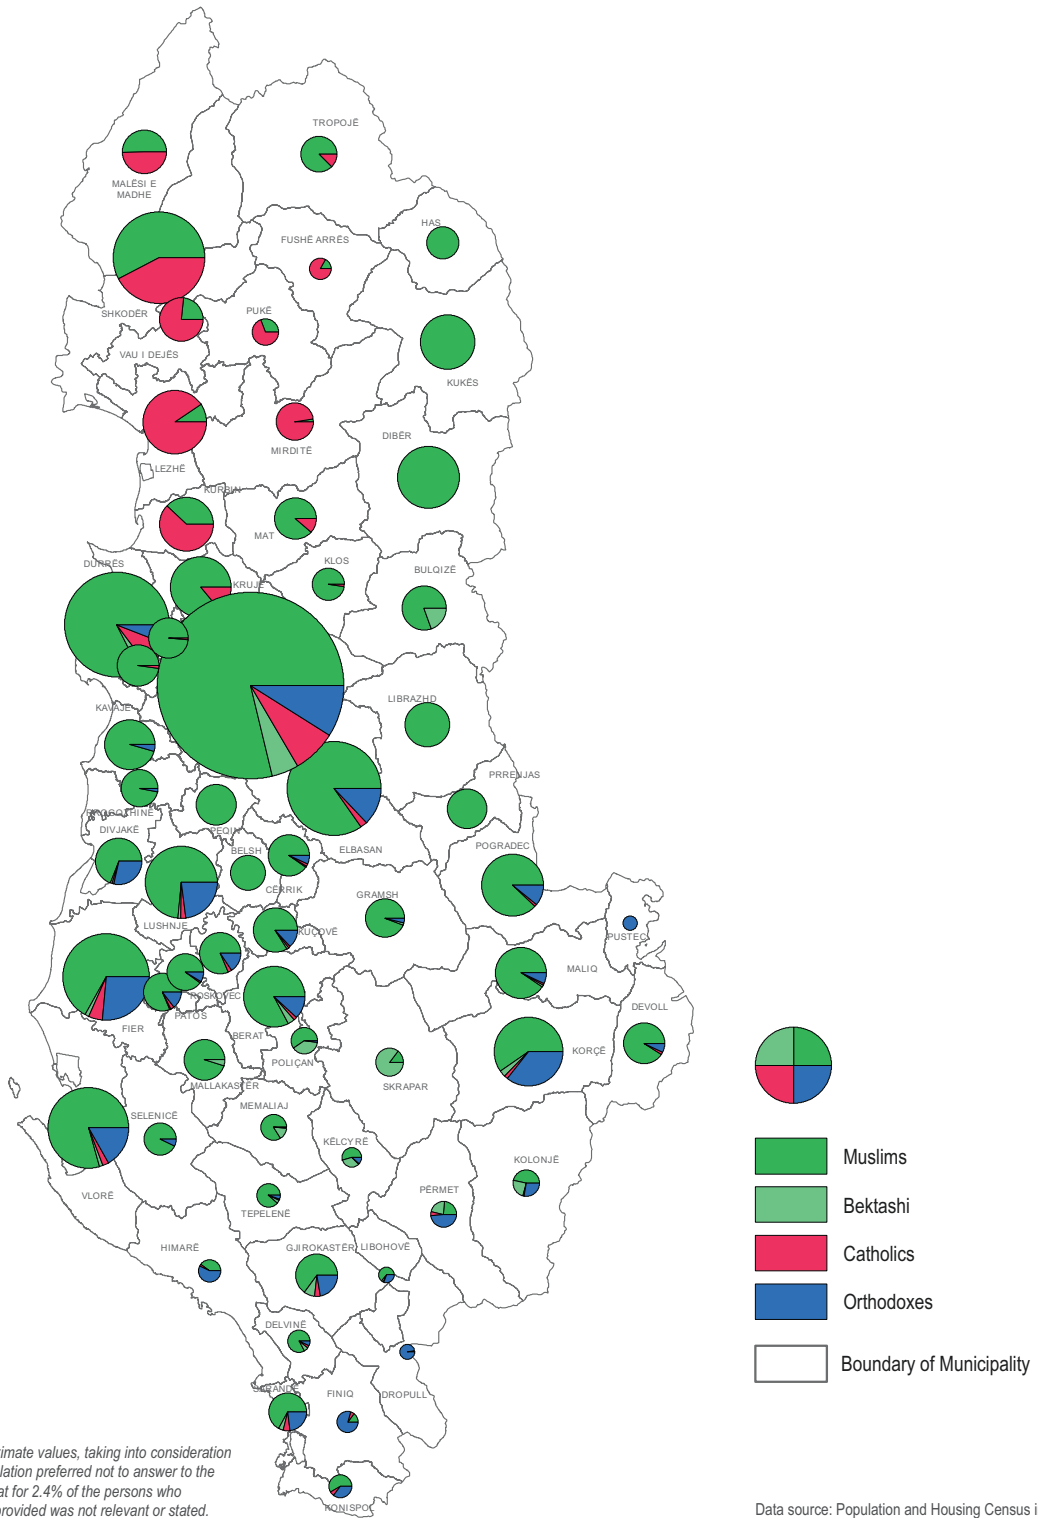 TROPOJË
MALËSI E
MADHE
HAS
FUSHË ARRËS
SHKODËR
PUKË
VAU I DEJËS
KUKËS
DIBËR
MIRDITË
LEZHË
KURBIN
MAT
KLOS
BULQIZË
DURRËS
KRUJË
KAVAJË
LIBRAZHD
PRRENJAS
RROGOZHINË
DIVJAKË
PEQIN
BELSH
ELBASAN
POGRADEC
CËRRIK
GRAMSH
LUSHNJE
KUÇOVË
PUSTEC
MALIQ
ROSKOVEC
PATOS
FIER
BERAT
POLIÇAN
DEVOLL
KORÇË
SKRAPAR
MALLAKASTËR
MEMALIAJ
SELENICË
KËLCYRË
KOLONJË
PËRMET
VLORË
TEPELENË
HIMARË
GJIROKASTËR
LIBOHOVË
DELVINË
SARANDË
FINIQ
DROPULL
KONISPOL
Muslims
Bektashi
Catholics
Orthodoxes
Boundary of Municipality
imate values, taking into consideration
lation preferred not to answer to the
at for 2.4% of the persons who
provided was not relevant or stated.
Data source: Population and Housing Census i